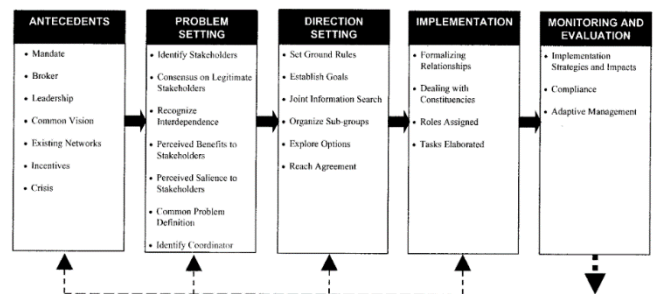 ANTECEDENTS
• Mandate
• Broker
• Leadership
• Common Vision
• Existing Networks
• Incentives
• Crisis
PROBLEM
SETTING
• Identify Stakeholders
• Consensus on Legitimate
Stakeholders
• Recognize
Interdependence
• Perceived Benefits to
Stakeholders
• Perceived Salience to
Stakeholders
• Common Problem
Definition
• Identify Coordinator
DIRECTION
SETTING
• Set Ground Rules
• Establish Goals
• Joint Information Search
• Organize Sub-groups
• Explore Options
• Reach Agreement
IMPLEMENTATION
• Formalizing
Relationships
• Dealing with
Constituencies
• Roles Assigned
• Tasks Elaborated
MONITORING AND
EVALUATION
• Implementation
Strategies and Impacts
• Compliance
• Adaptive Management